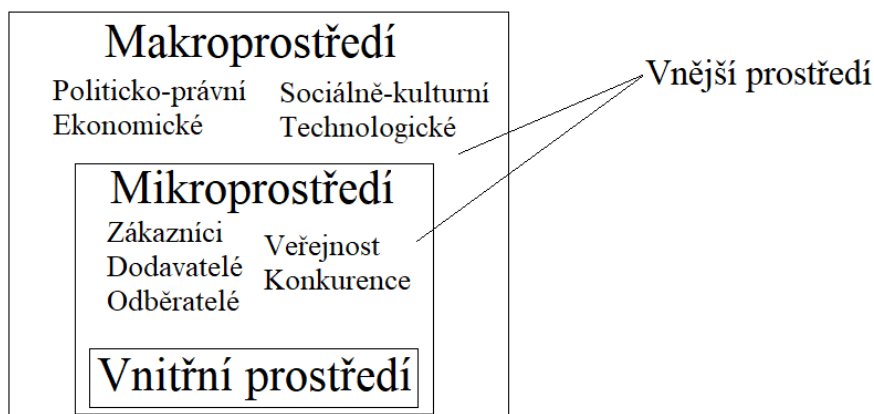 Makroprostředí
Politicko-právní
Ekonomické
Sociálně-kulturní
Technologické
Vnější prostředí
Mikroprostředí
Zákazníci
Dodavatelé
Odběratelé
Veřejnost
Konkurence
Vnitřní prostředí